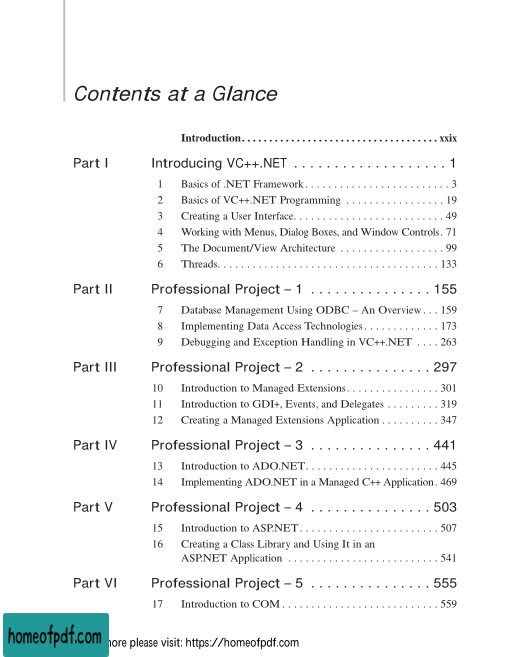 Contents at a Glance
Introduction. . . . . . . . . . . . . . . . . . . . . . . . . . . . . . . . . . . . xxix
Part I Introducing VC++.NET . . . . . . . . . . . . . . . . . . . 1
1 Basics of .NET Framework. . . . . . . . . . . . . . . . . . . . . . . . . . 3
2 Basics of VC++.NET Programming . . . . . . . . . . . . . . . . . 19
3 Creating a User Interface. . . . . . . . . . . . . . . . . . . . . . . . . . . 49
4 Working with Menus, Dialog Boxes, and Window Controls. 71
5 The Document/View Architecture . . . . . . . . . . . . . . . . . . 99
6 Threads. . . . . . . . . . . . . . . . . . . . . . . . . . . . . . . . . . . . . . . . 133
Part II Professional Project – 1 . . . . . . . . . . . . . . . 155
7 Database Management Using ODBC – An Overview . . . 159
8 Implementing Data Access Technologies . . . . . . . . . . . . . 173
9 Debugging and Exception Handling in VC++.NET . . . . 263
Part III Professional Project – 2 . . . . . . . . . . . . . . . 297
10 Introduction to Managed Extensions. . . . . . . . . . . . . . . . 301
11 Introduction to GDI+, Events, and Delegates . . . . . . . . . 319
12 Creating a Managed Extensions Application . . . . . . . . . . 347
Part IV Professional Project – 3 . . . . . . . . . . . . . . . 441
13 Introduction to ADO.NET. . . . . . . . . . . . . . . . . . . . . . . . 445
14 Implementing ADO.NET in a Managed C++ Application. 469
Part V Professional Project – 4 . . . . . . . . . . . . . . . 503
15 Introduction to ASP.NET . . . . . . . . . . . . . . . . . . . . . . . . . 507
16 Creating a Class Library and Using It in an
ASP.NET Application . . . . . . . . . . . . . . . . . . . . . . . . . . . 541
Part VI Professional Project – 5 . . . . . . . . . . . . . . . 555
17 Introduction to COM . . . . . . . . . . . . . . . . . . . . . . . . . . . . 559
homeofpdf.com please visit: https://homeofpdf.com